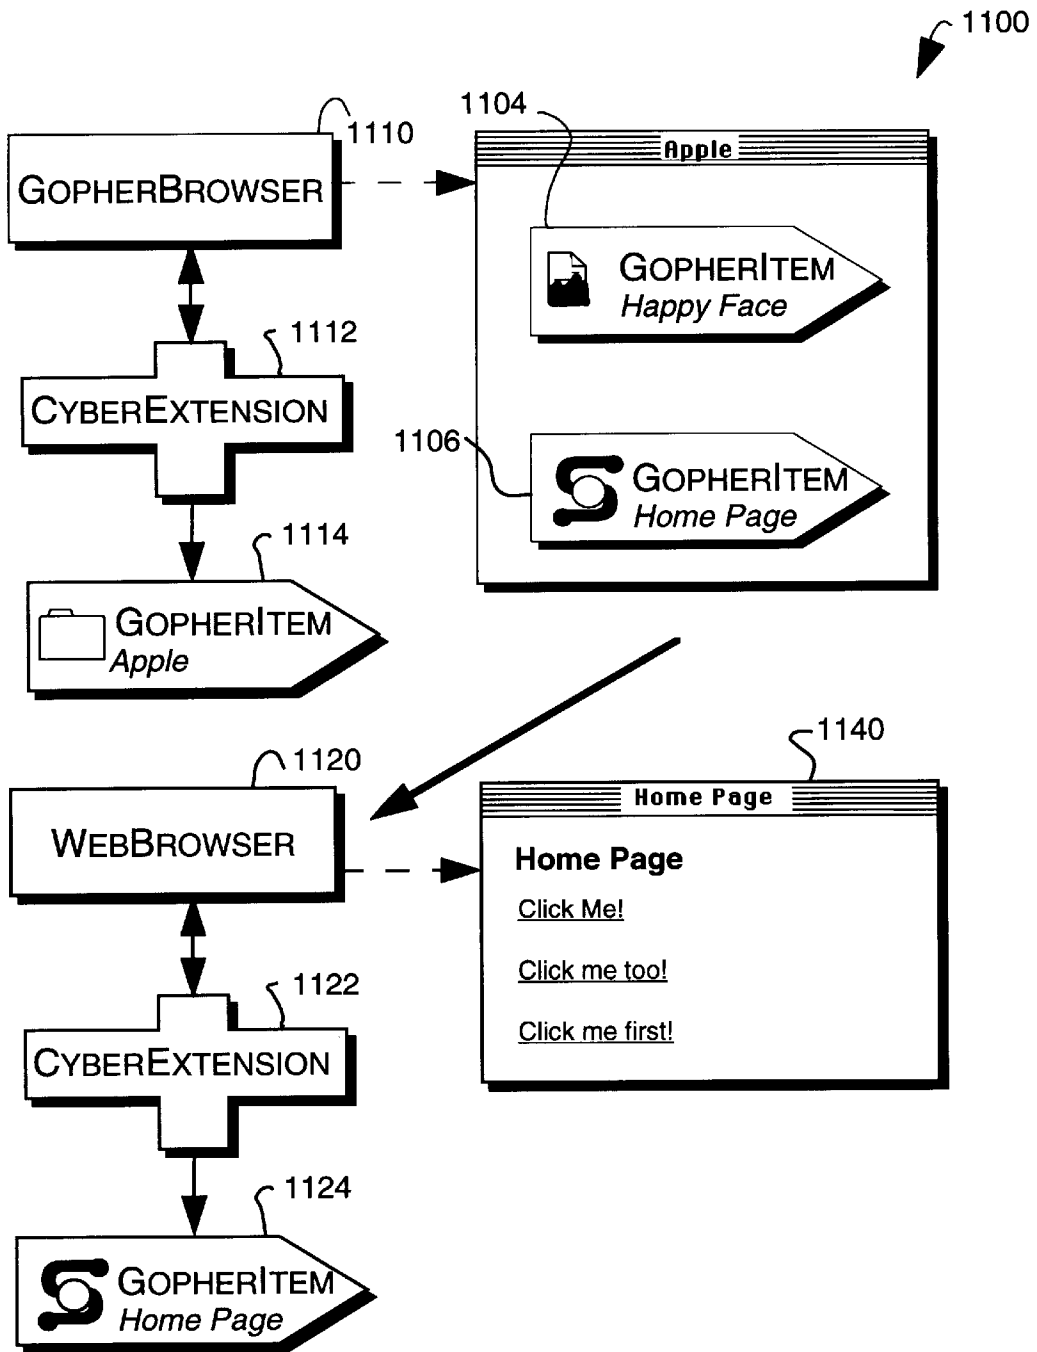 1100
1104
1110
Apple
GOPHERBROWSER
GOPHERITEM
Happy Face
1112
CYBEREXTENSION
1106
GOPHERITEM
Home Page
1114
GOPHERITEM
Apple
1140
1120
Home Page
WEBBROWSER
Home Page
Click Me!
Click me too!
1122
Click me first!
CYBEREXTENSION
1124
GOPHERITEM
Home Page